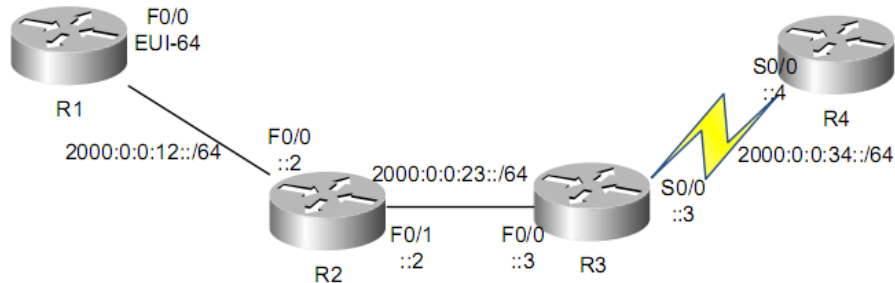 F0/0
EUI-64
R1
2000:0:0:12::/64
F0/0
::2
R2
F0/1
::2
2000:0:0:23::/64
F0/0
::3
R3
S0/0
::3
2000:0:0:34::/64
S0/0
::4
R4